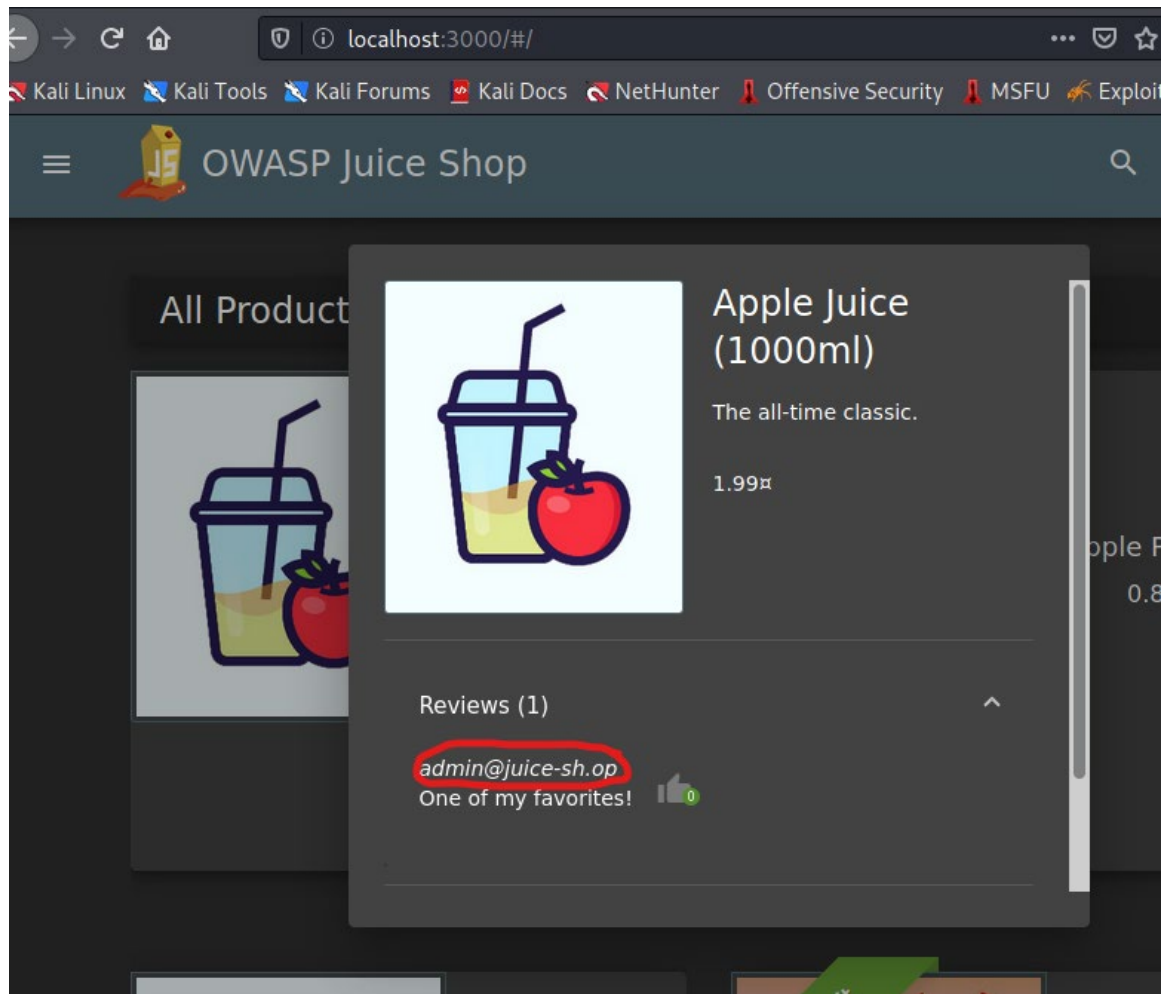 localhost:3000/#/
Kali Linux Kali Tools Kali Forums Kali Docs NetHunter Offensive Security MSFU Exploit
JS OWASP Juice Shop
All Product
Apple Juice
(1000ml)
The all-time classic.
1.99¤
ople F
0.8
Reviews (1)
admin@juice-sh.op
One of my favorites! 0